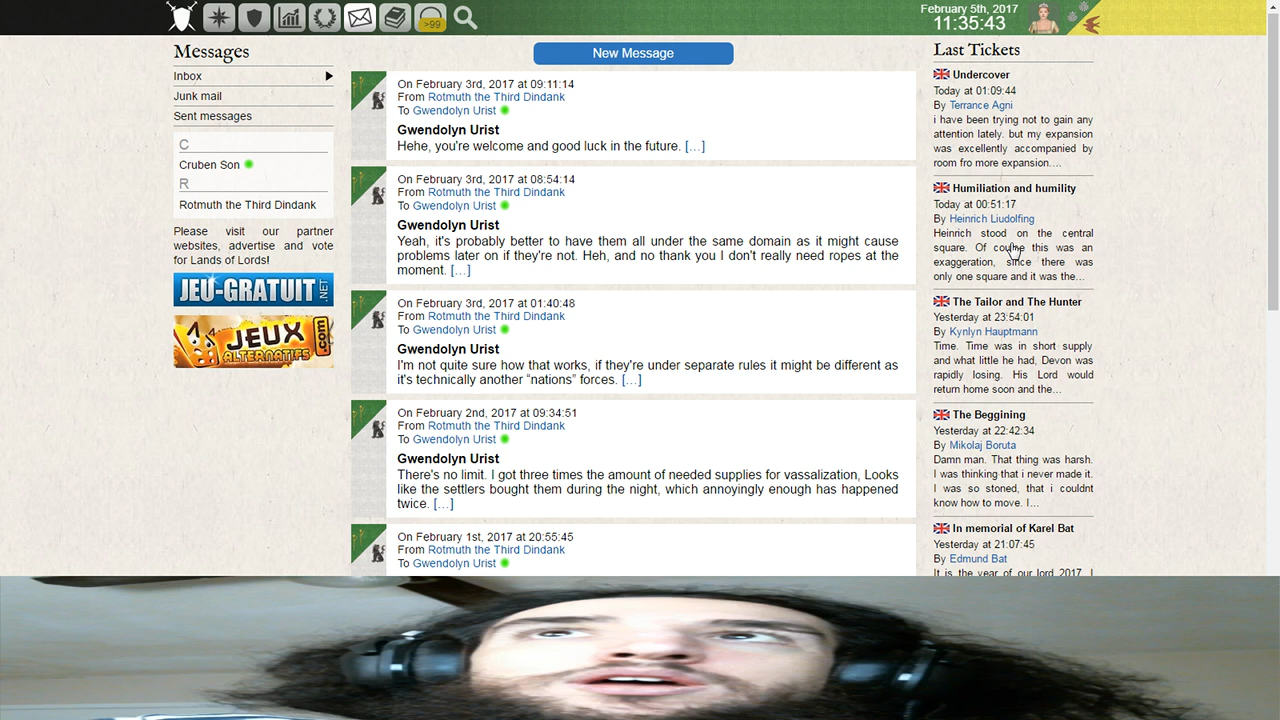 February 5th, 2017
11:35:43
>99
Messages
Inbox
Junk mail
Sent messages
C
Cruben Son
R
Rotmuth the Third Dindank
Please visit our partner
websites, advertise and vote
for Lands of Lords!
JEU-GRATUIT.NET
JEUX
ALTERNATIFS.com
New Message
On February 3rd, 2017 at 09:11:14
From Rotmuth the Third Dindank
To Gwendolyn Urist
Gwendolyn Urist
Hehe, you're welcome and good luck in the future. [...]
On February 3rd, 2017 at 08:54:14
From Rotmuth the Third Dindank
To Gwendolyn Urist
Gwendolyn Urist
Yeah, it's probably better to have them all under the same domain as it might cause
problems later on if they're not. Heh, and no thank you I don't really need ropes at the
moment. [...]
On February 3rd, 2017 at 01:40:48
From Rotmuth the Third Dindank
To Gwendolyn Urist
Gwendolyn Urist
I'm not quite sure how that works, if they're under separate rules it might be different as
it's technically another “nations” forces. [...]
On February 2nd, 2017 at 09:34:51
From Rotmuth the Third Dindank
To Gwendolyn Urist
Gwendolyn Urist
There's no limit. I got three times the amount of needed supplies for vassalization, Looks
like the settlers bought them during the night, which annoyingly enough has happened
twice. [...]
On February 1st, 2017 at 20:55:45
From Rotmuth the Third Dindank
To Gwendolyn Urist
Last Tickets
Undercover
Today at 01:09:44
By Terrance Agni
i have been trying not to gain any
attention lately. but my expansion
was excellently accompanied by
room fro more expansion....
Humiliation and humility
Today at 00:51:17
By Heinrich Liudolfing
Heinrich stood on the central
square. Of course this was an
exaggeration, since there was
only one square and it was the...
The Tailor and The Hunter
Yesterday at 23:54:01
By Kynlyn Hauptmann
Time. Time was in short supply
and what little he had, Devon was
rapidly losing. His Lord would
return home soon and the...
The Beggining
Yesterday at 22:42:34
By Mikolaj Boruta
Damn man. That thing was harsh.
I was thinking that i never made it.
I was so stoned, that i couldnt
know how to move. I...
In memorial of Karel Bat
Yesterday at 21:07:45
By Edmund Bat
It is the year of our lord 2017. I